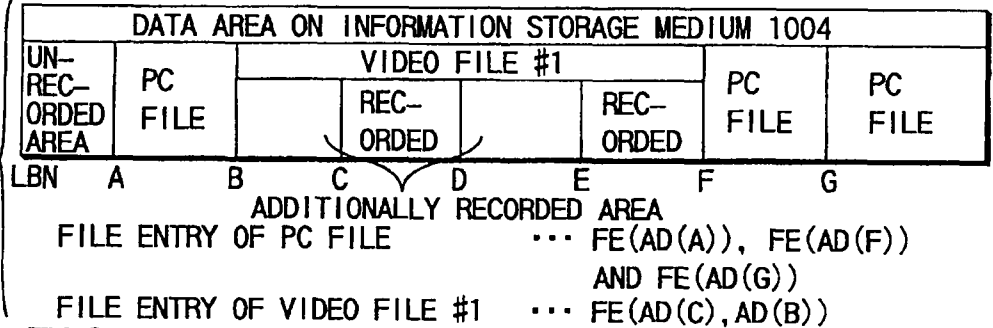 DATA AREA ON INFORMATION STORAGE MEDIUM 1004
UN-
REC-
ORDED
AREA
PC
FILE
VIDEO FILE #1
REC-
ORDED
REC-
ORDED
PC
FILE
PC
FILE
LBN A B C D E F G
ADDITIONALLY RECORDED AREA
FILE ENTRY OF PC FILE ··· FE(AD(A)), FE(AD(F))
AND FE(AD(G))
FILE ENTRY OF VIDEO FILE #1 ··· FE(AD(C),AD(B))